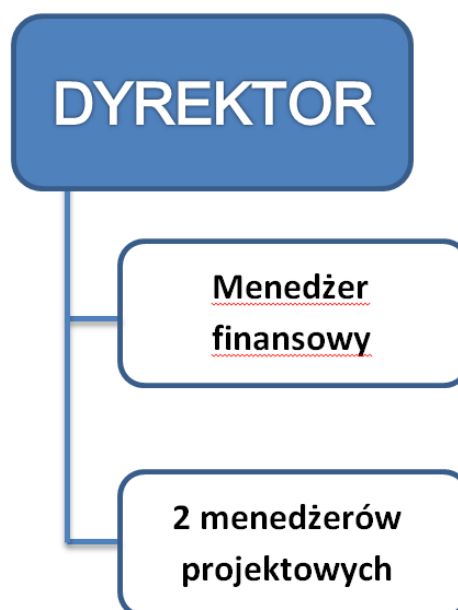 DYREKTOR
Menedżer
finansowy
2 menedżerów
projektowych